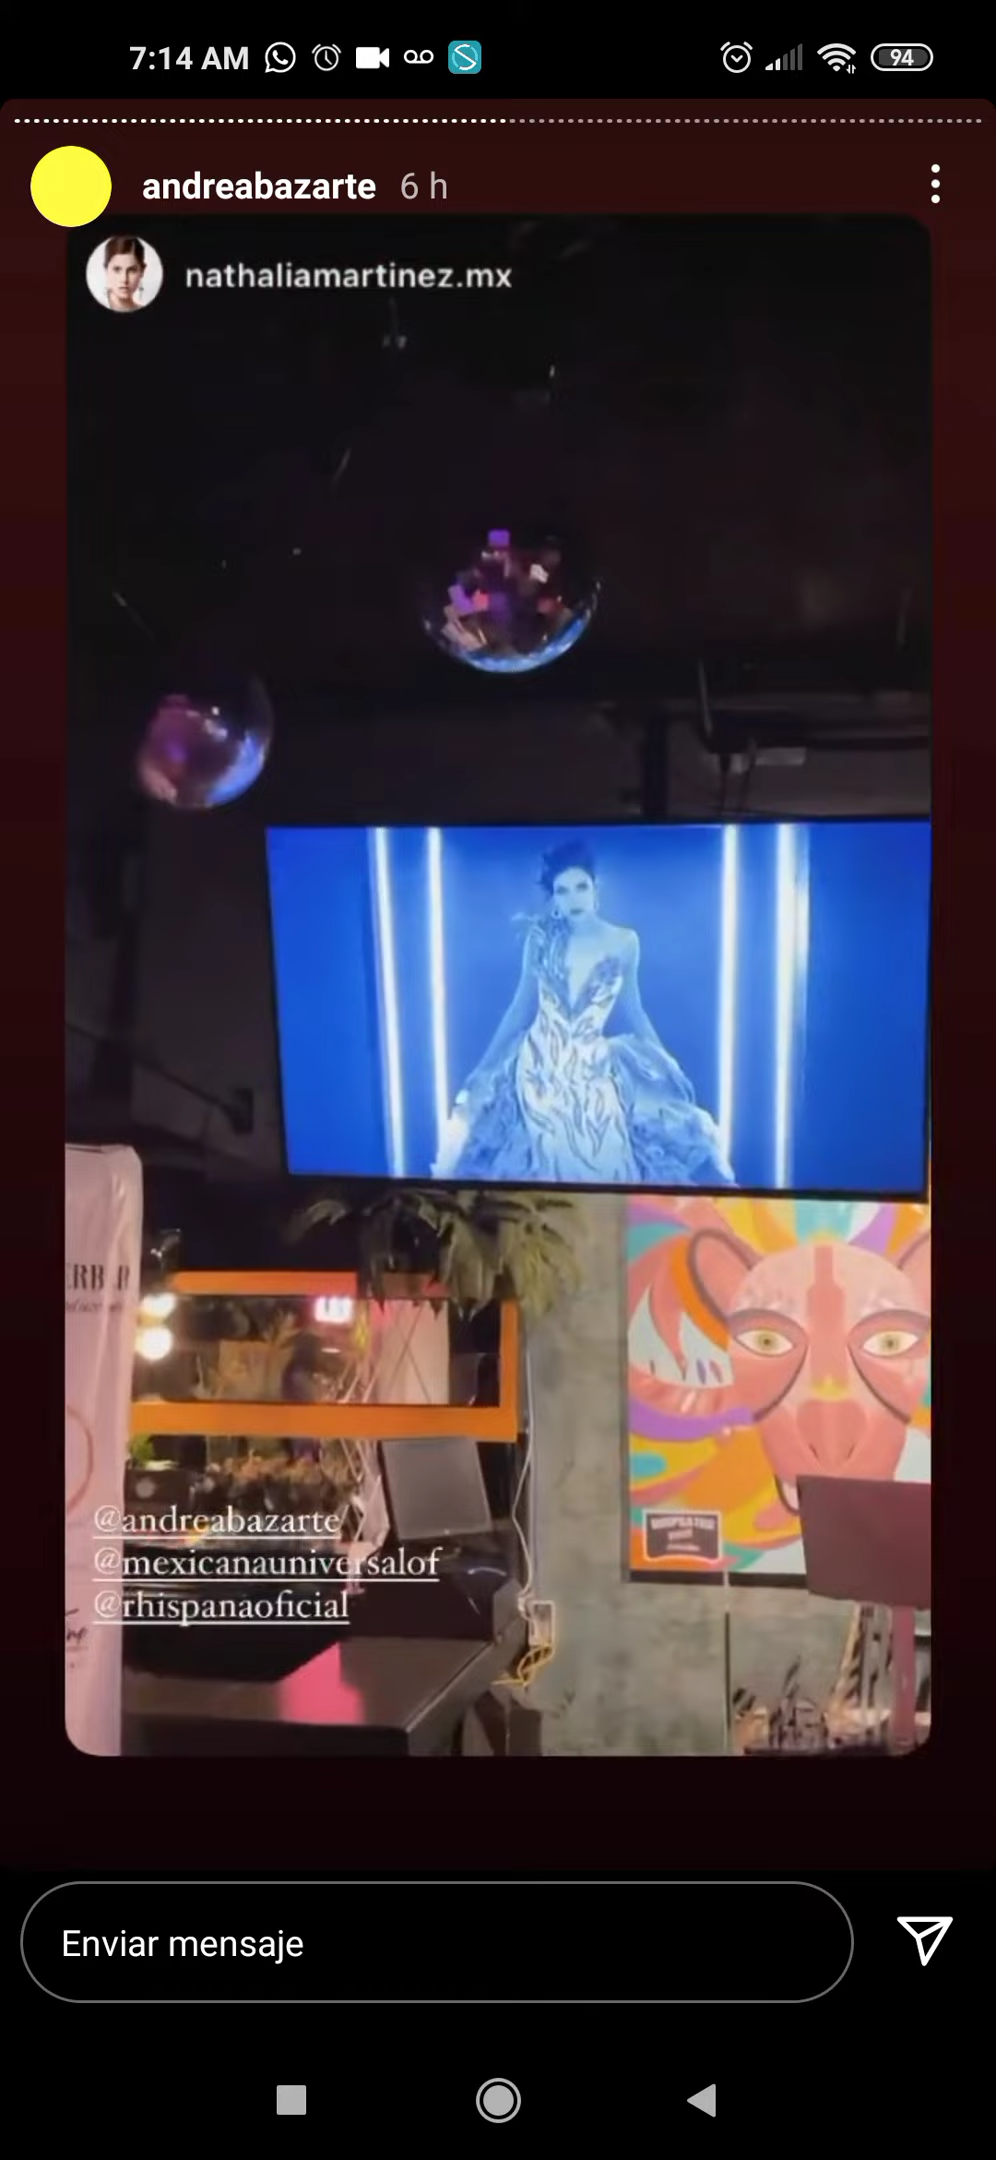 7:14 AM
94
andreabazarte 6 h
nathaliamartinez.mx
@andreabazarte
@mexicanauniversalof
@rhispanaoficial
Enviar mensaje